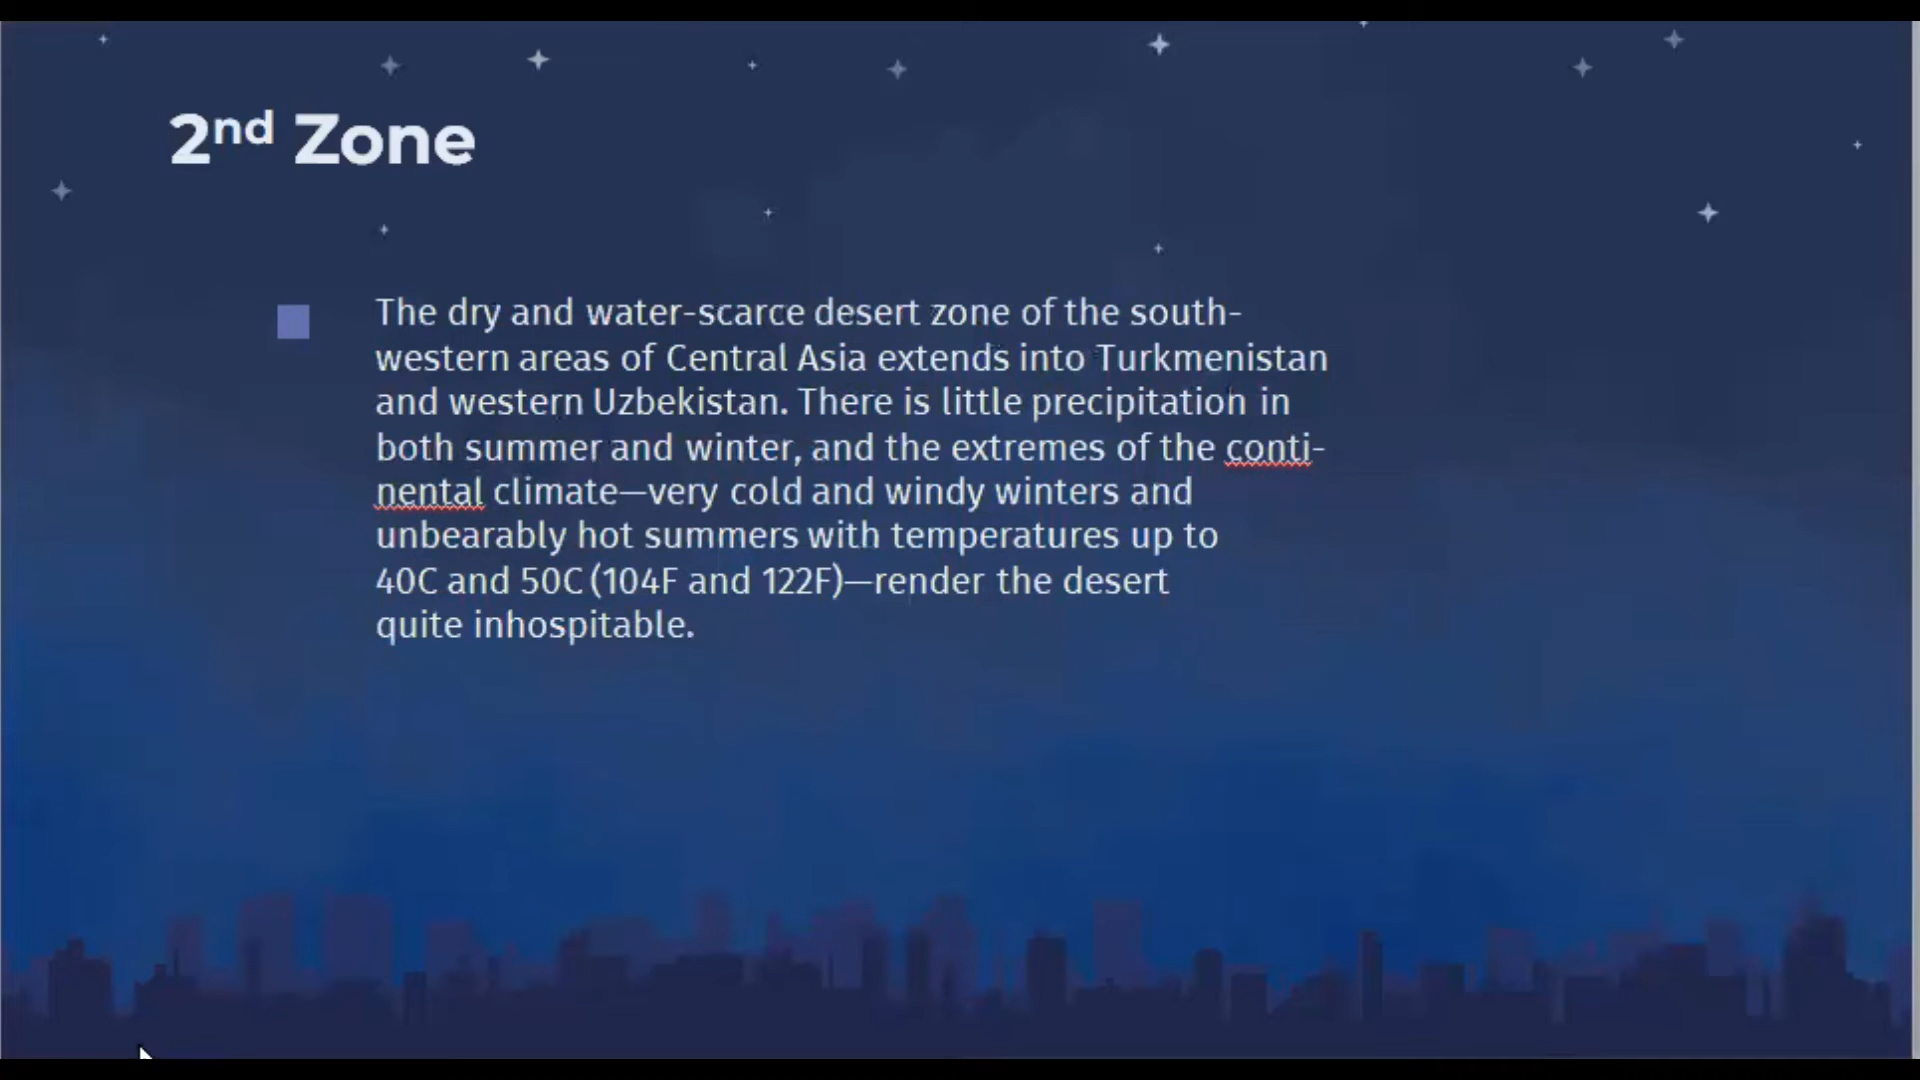 2nd Zone
The dry and water-scarce desert zone of the south-
western areas of Central Asia extends into Turkmenistan
and western Uzbekistan. There is little precipitation in
both summer and winter, and the extremes of the conti-
nental climate—very cold and windy winters and
unbearably hot summers with temperatures up to
40C and 50C (104F and 122F)—render the desert
quite inhospitable.